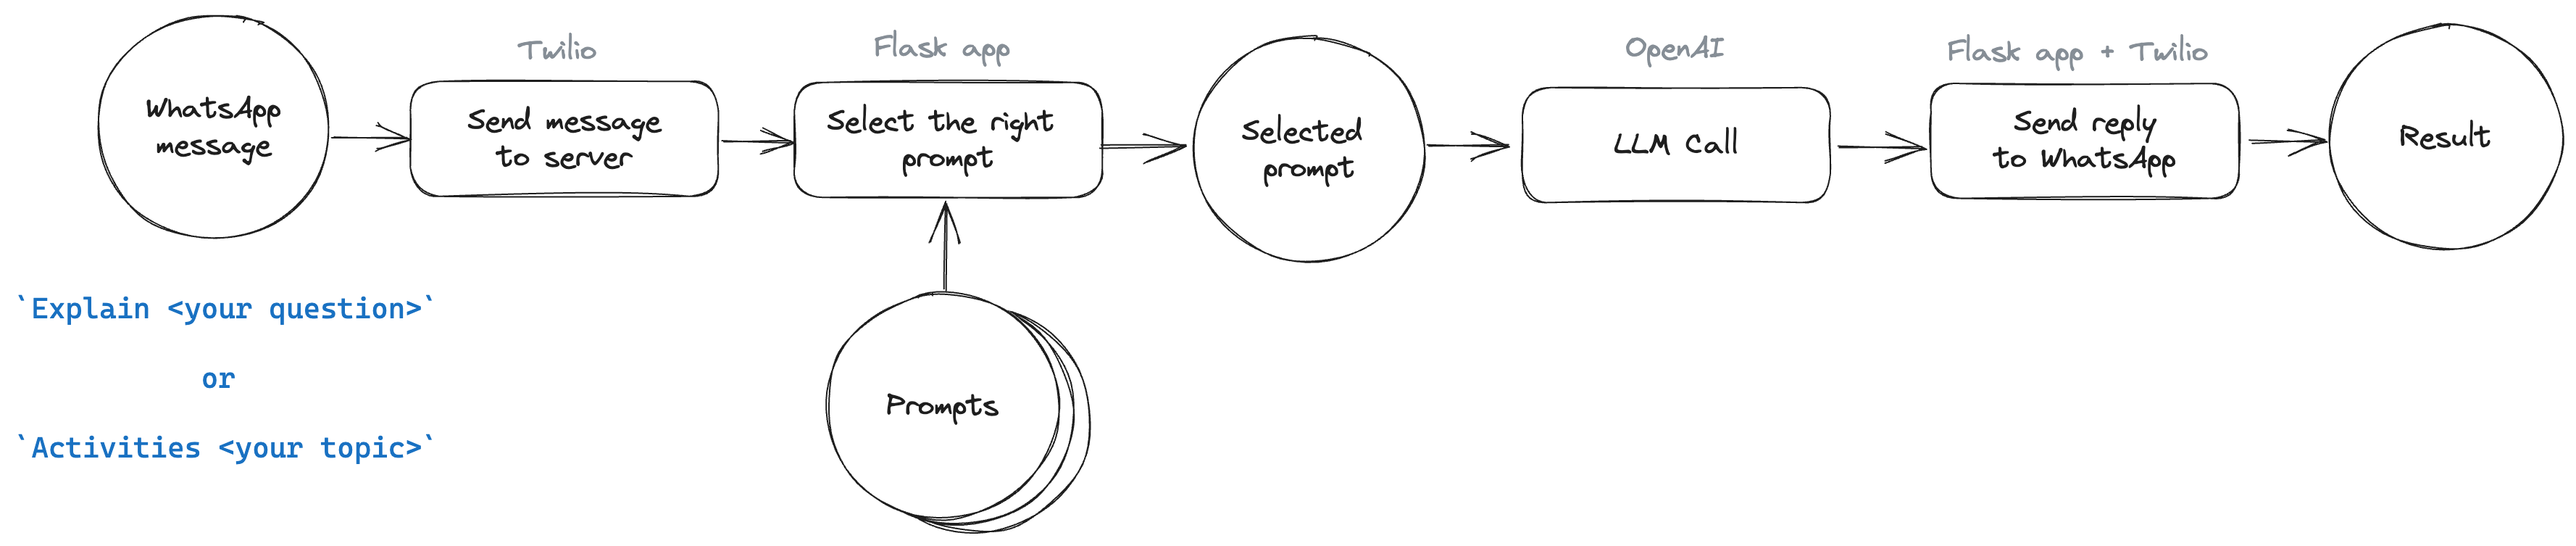 WhatsApp
message
Twilio
Send message
to server
Flask app
Select the right
prompt
Selected
prompt
OpenAI
LLM Call
Flask app + Twilio
Send reply
to WhatsApp
Result
Prompts
`Explain <your question>`
or
`Activities <your topic>`